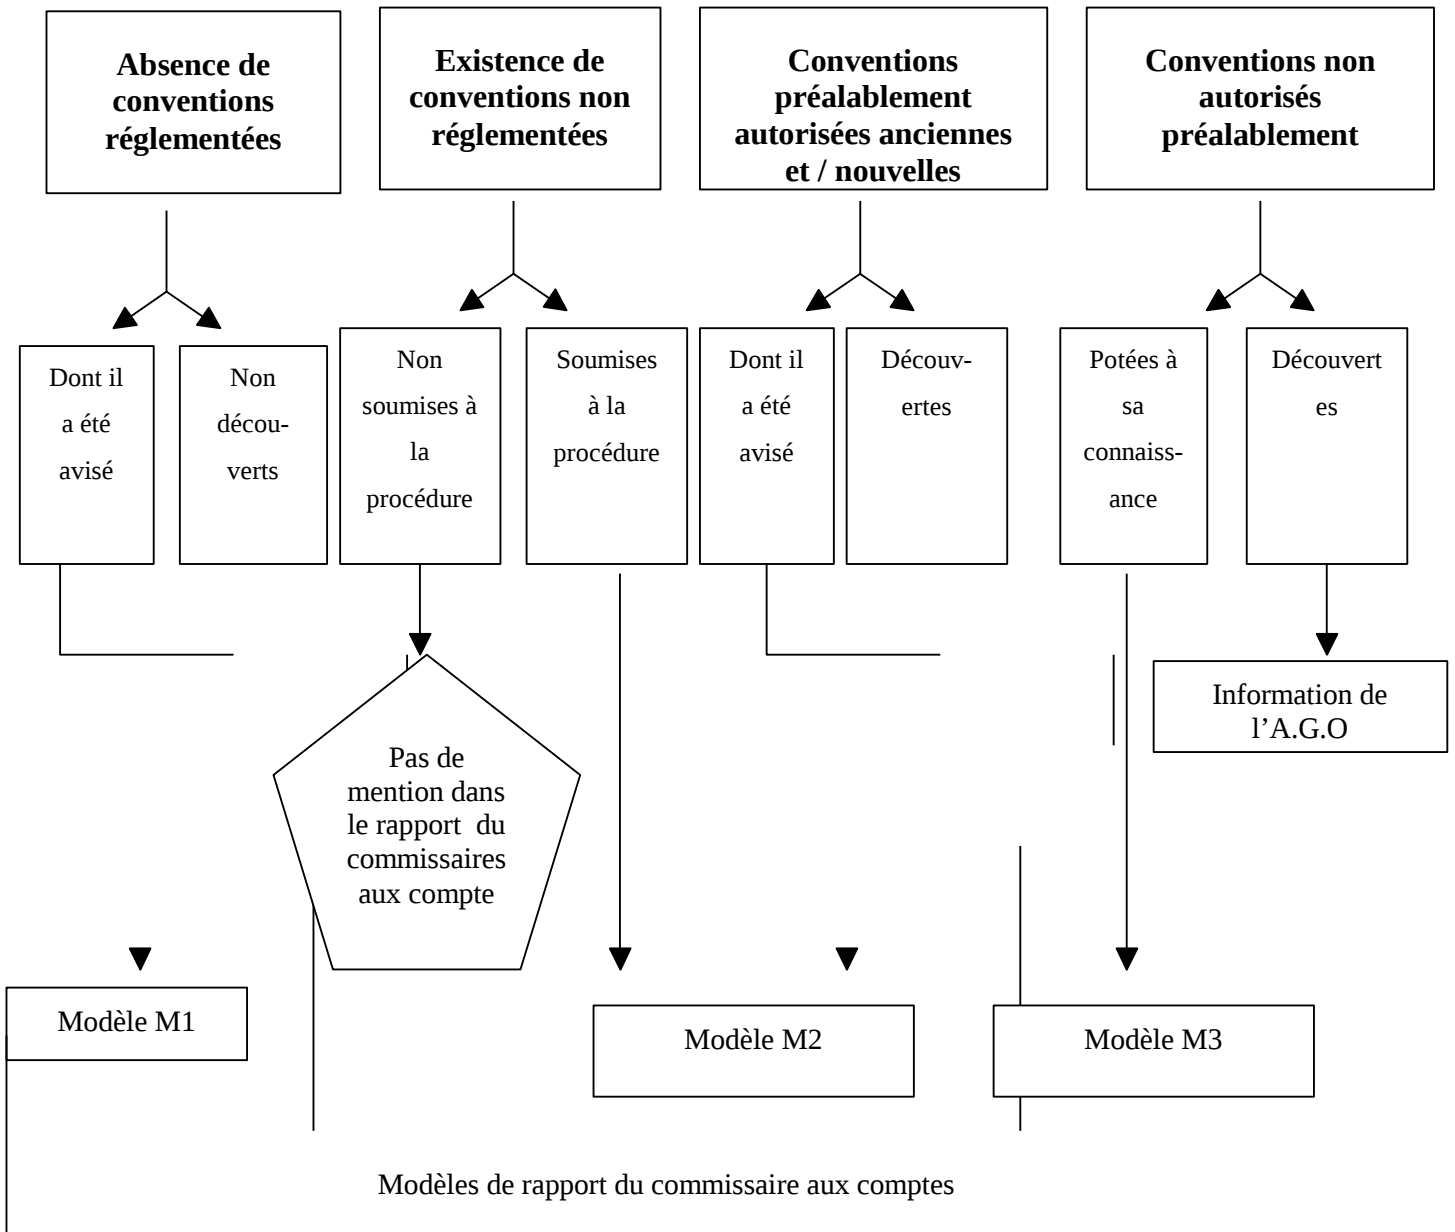 Absence de
conventions
réglementées
Existence de
conventions non
réglementées
Conventions
préalablement
autorisées anciennes
et / nouvelles
Conventions non
autorisés
préalablement
Dont il
a été
avisé
Non
décou-
verts
Non
soumises à
la
procédure
Soumises
à la
procédure
Dont il
a été
avisé
Découv-
ertes
Potées à
sa
connaiss-
ance
Découvert
es
Information de
l’A.G.O
Pas de
mention dans
le rapport  du
commissaires
aux compte
Modèle M1
Modèle M2
Modèle M3
Modèles de rapport du commissaire aux comptes